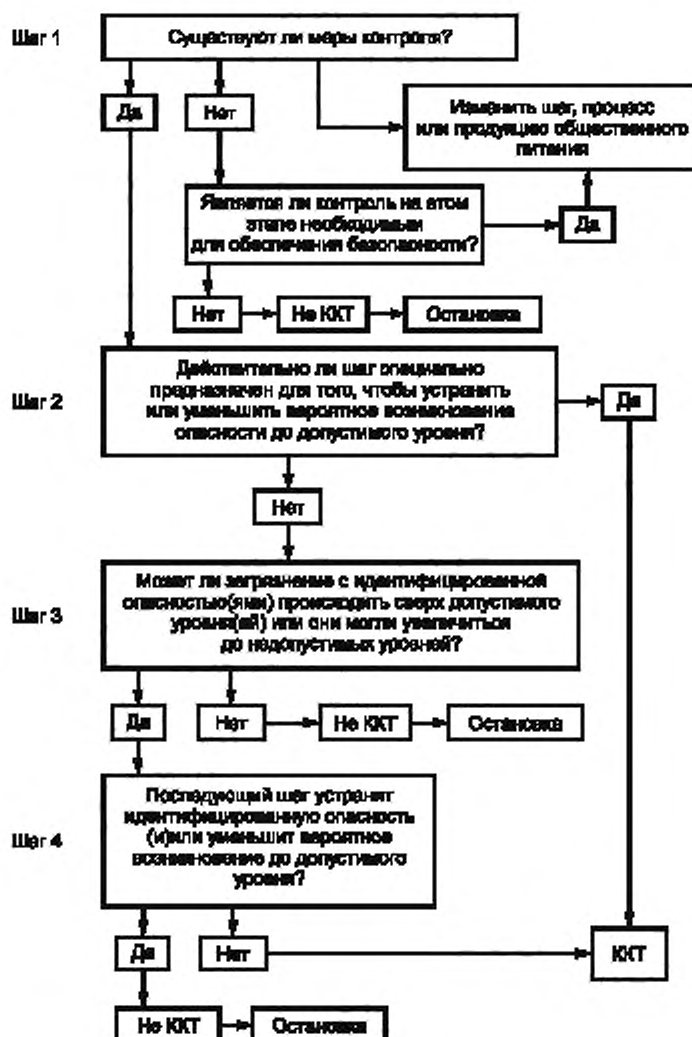 Шаг 1
Существуют ли меры контроля?
Да
Нет
Изменить шаг, процесс
или продукцию общественного
питания
Является ли контроль на этом
этапе необходимым
для обеспечения безопасности?
Да
Нет
Не ККТ
Остановка
Шаг 2
Действительно ли шаг специально
предназначен для того, чтобы устранить
или уменьшить вероятное возникновение
опасности до допустимого уровня?
Да
Нет
Шаг 3
Может ли загрязнение с идентифицированной
опасностью(ями) происходить сверх допустимого
уровня(ей) или они могли увеличиться
до недопустимых уровней?
Да
Нет
Не ККТ
Остановка
Шаг 4
Последующий шаг устранят
идентифицированную опасность
(и)или уменьшит вероятное
возникновение до допустимого
уровня?
Да
Нет
ККТ
Не ККТ
Остановка